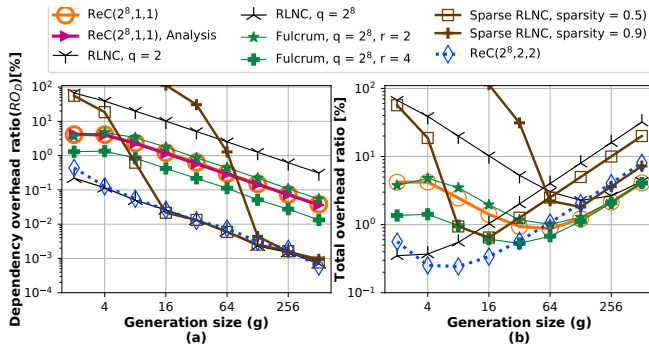 ReC(2⁸,1,1)
ReC(2⁸,1,1), Analysis
RLNC, q = 2
RLNC, q = 2⁸
Fulcrum, q = 2⁸, r = 2
Fulcrum, q = 2⁸, r = 4
Sparse RLNC, sparsity = 0.5
Sparse RLNC, sparsity = 0.9
ReC(2⁸,2,2)
Dependency overhead ratio(RO_D)[%]
10²
10¹
10⁰
10⁻¹
10⁻²
10⁻³
10⁻⁴
4
16
64
256
Generation size (g)
(a)
Total overhead ratio [%]
10²
10¹
10⁰
10⁻¹
4
16
64
256
Generation size (g)
(b)